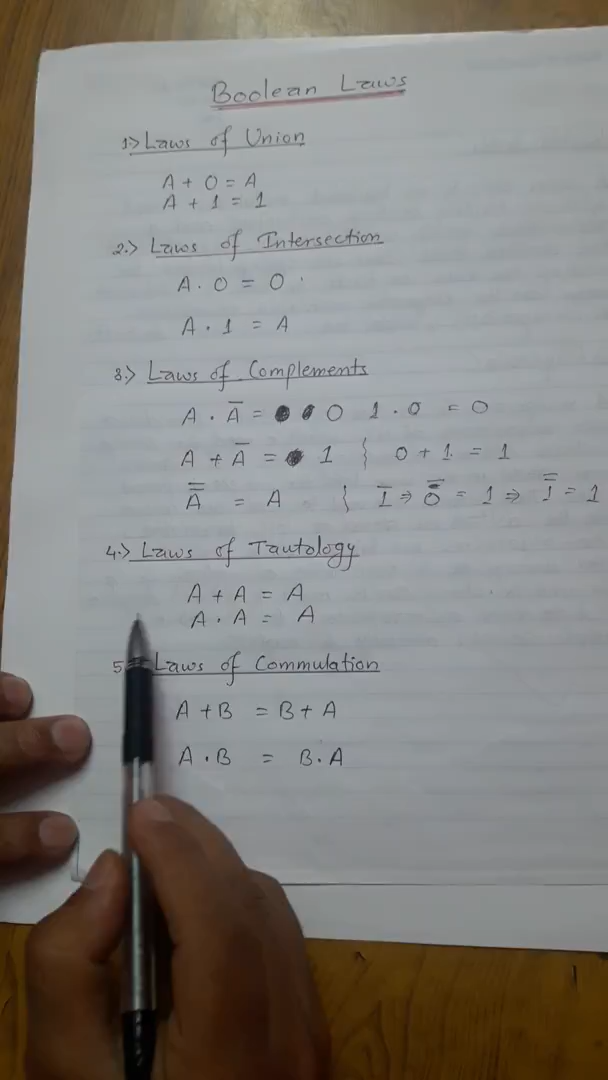 Boolean Laws
1.> Laws of Union
A + 0 = A
A + 1 = 1
2.> Laws of Intersection
A . 0 = 0
A . 1 = A
3.> Laws of Complements
A . A̅ = 0 1 . 0 = 0
A + A̅ = 1 } 0 + 1 = 1
A̿ = A { 1̅ ⇒ 0̿ = 1 ⇒ 1̿ = 1
4.> Laws of Tautology
A + A = A
A . A = A
5 Laws of Commulation
A + B = B + A
A . B = B . A